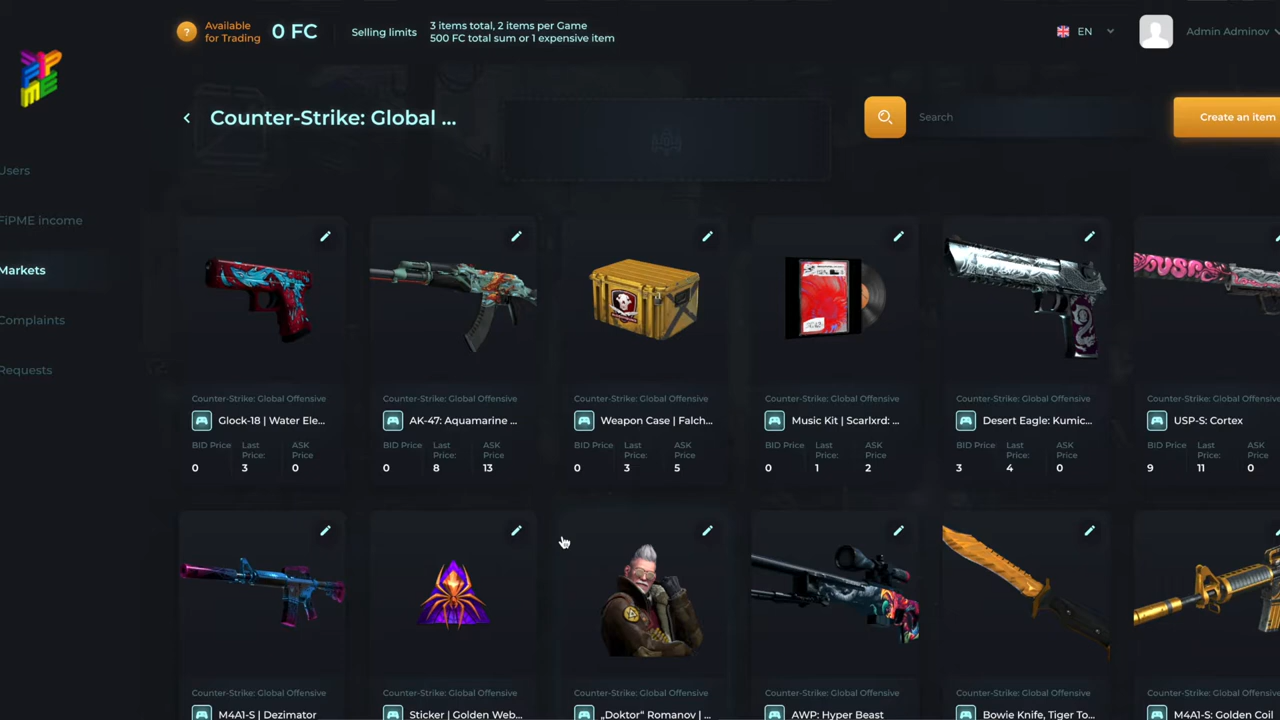 ?
Available
for Trading
0 FC
Selling limits
3 items total, 2 items per Game
500 FC total sum or 1 expensive item
EN
Admin Adminov
FIPME
Counter-Strike: Global ...
Search
Create an item
Users
FiPME income
Markets
Complaints
Requests
Counter-Strike: Global Offensive
Glock-18 | Water Ele...
BID Price
Last
Price:
ASK
Price
0
3
0
Counter-Strike: Global Offensive
AK-47: Aquamarine ...
BID Price
Last
Price:
ASK
Price
0
8
13
Counter-Strike: Global Offensive
Weapon Case | Falch...
BID Price
Last
Price:
ASK
Price
0
3
5
Counter-Strike: Global Offensive
Music Kit | Scarlxrd: ...
BID Price
Last
Price:
ASK
Price
0
1
2
Counter-Strike: Global Offensive
Desert Eagle: Kumic...
BID Price
Last
Price:
ASK
Price
3
4
0
Counter-Strike: Global Offensive
USP-S: Cortex
BID Price
Last
Price:
ASK
Price
9
11
0
Counter-Strike: Global Offensive
M4A1-S | Dezimator
Counter-Strike: Global Offensive
Sticker | Golden Web...
Counter-Strike: Global Offensive
„Doktor“ Romanov | ...
Counter-Strike: Global Offensive
AWP: Hyper Beast
Counter-Strike: Global Offensive
Bowie Knife, Tiger To...
Counter-Strike: Global Offensive
M4A1-S: Golden Coil